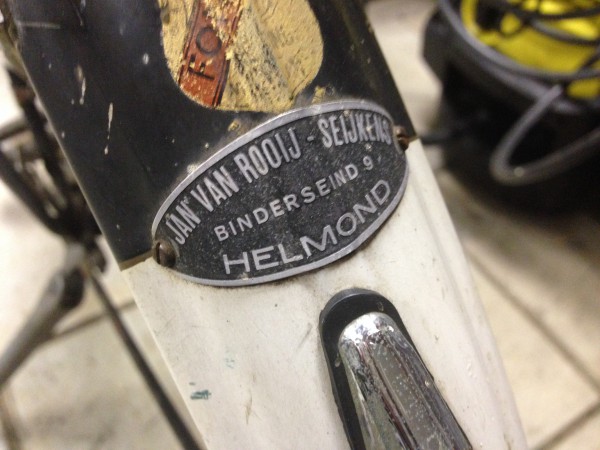 "JAN" VAN ROOIJ - SEIJKENS
BINDERSEIND 9
HELMOND